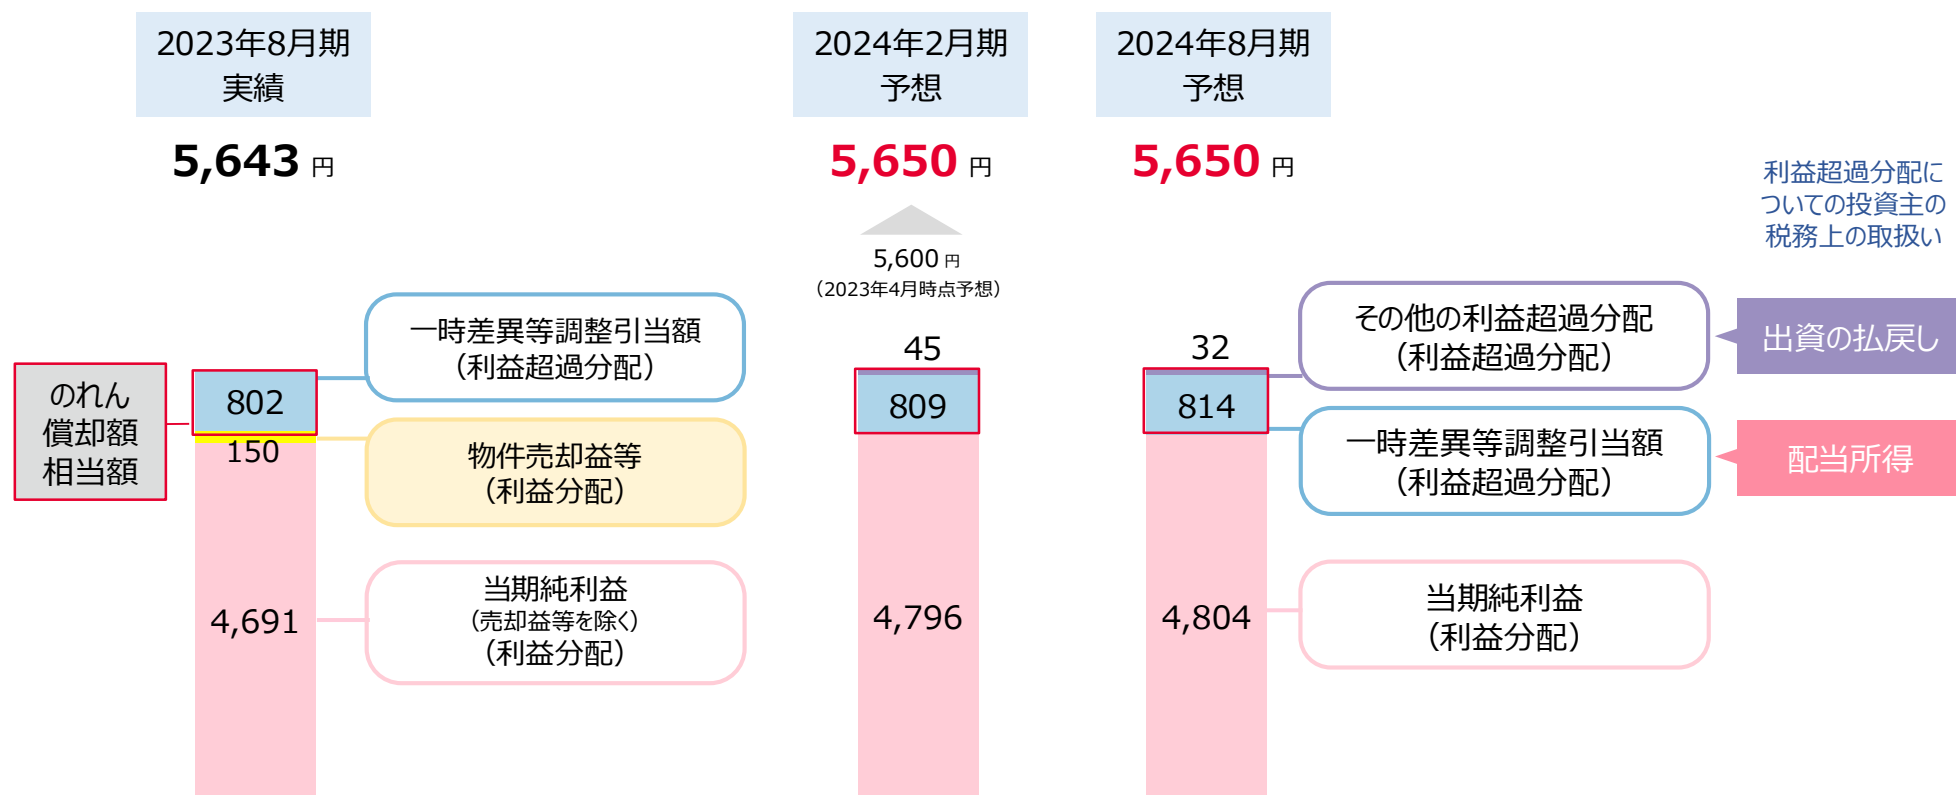 2023年8月期
実績
5,643 円
2024年2月期
予想
5,650 円
5,600 円
（2023年4月時点予想）
2024年8月期
予想
5,650 円
利益超過分配に
ついての投資主の
税務上の取扱い
のれん
償却額
相当額
802
150
4,691
一時差異等調整引当額
（利益超過分配）
物件売却益等
（利益分配）
当期純利益
（売却益等を除く）
（利益分配）
45
809
4,796
32
814
4,804
その他の利益超過分配
（利益超過分配）
一時差異等調整引当額
（利益超過分配）
当期純利益
（利益分配）
出資の払戻し
配当所得